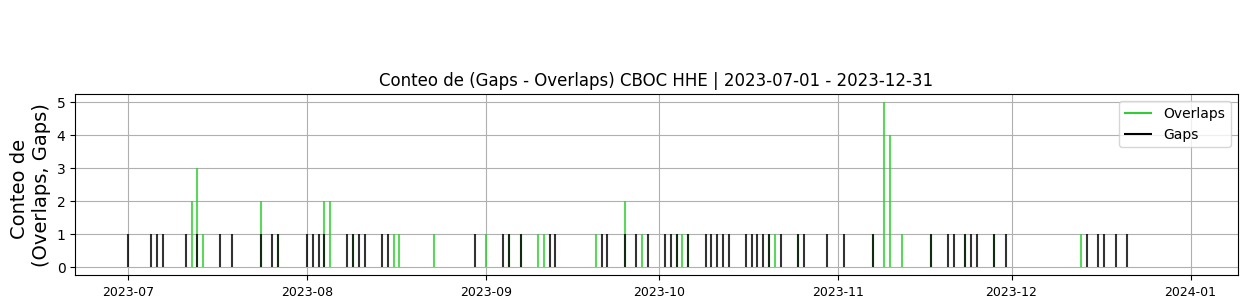 Conteo de (Gaps - Overlaps) CBOC HHE | 2023-07-01 - 2023-12-31
Conteo de
(Overlaps, Gaps)
5
4
3
2
1
0
Overlaps
Gaps
2023-07
2023-08
2023-09
2023-10
2023-11
2023-12
2024-01